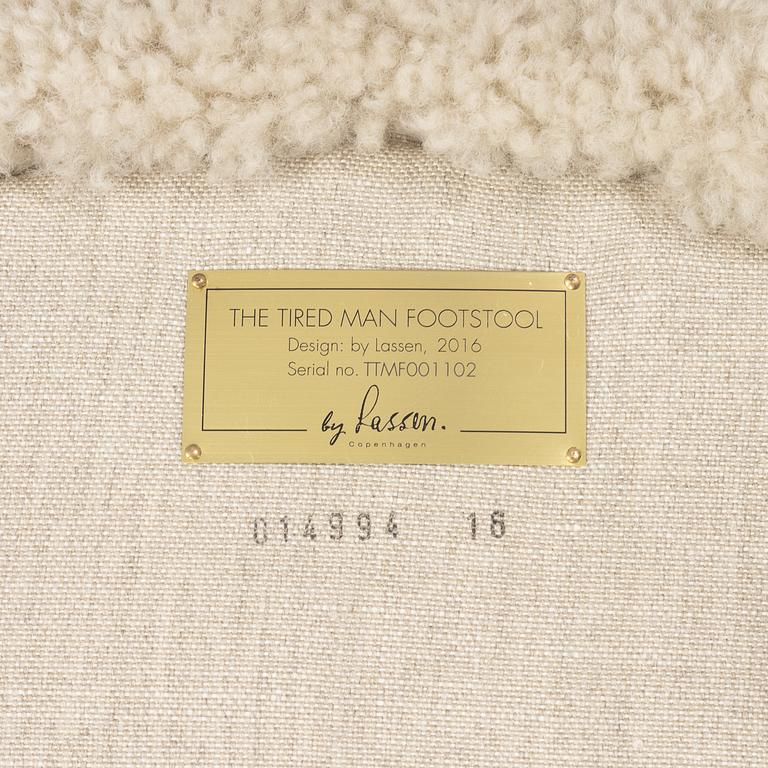 THE TIRED MAN FOOTSTOOL
Design: by Lassen, 2016
Serial no. TTMF001102
by Lassen.
Copenhagen
014994 16